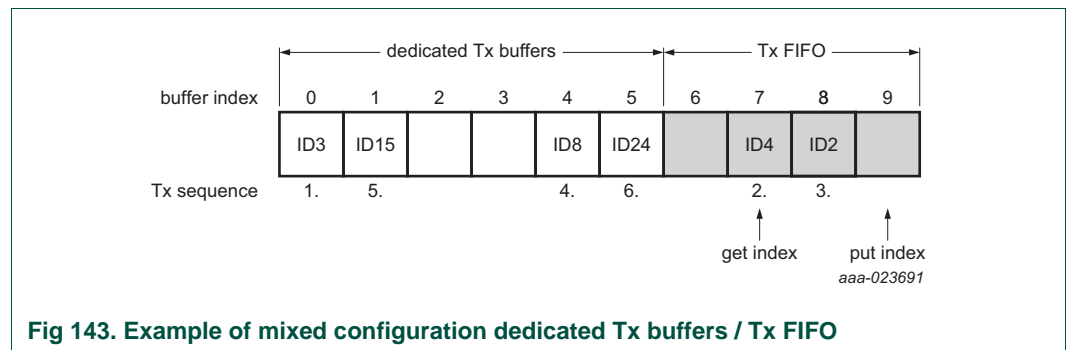 dedicated Tx buffers Tx FIFO
buffer index 0 1 2 3 4 5 6 7 8 9
ID3 ID15 ID8 ID24 ID4 ID2
Tx sequence 1. 5. 4. 6. 2. 3.
get index put index
aaa-023691
Fig 143. Example of mixed configuration dedicated Tx buffers / Tx FIFO